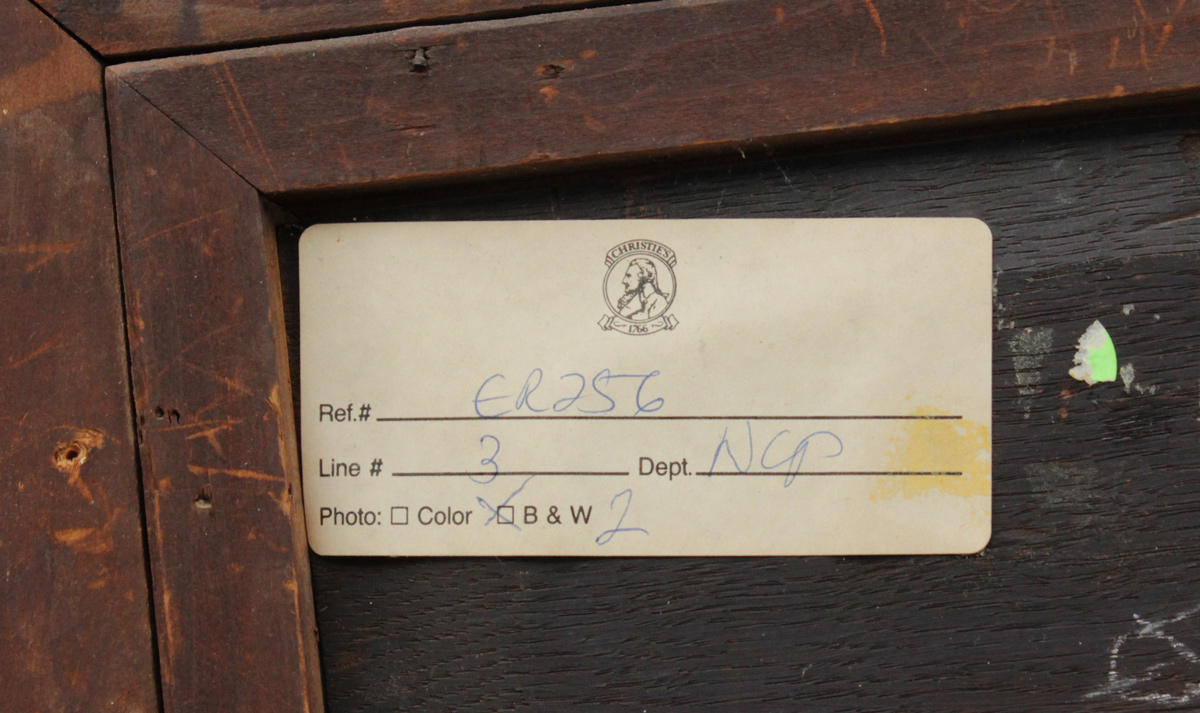 CHRISTIE'S
1766
Ref.# ER256
Line # 3 Dept. NCP
Photo: ☐ Color ☒ B & W 2